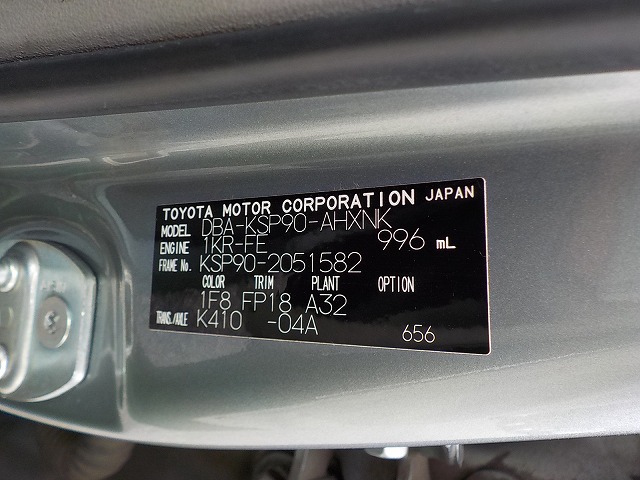 TOYOTA MOTOR CORPORATION JAPAN
MODEL DBA-KSP90-AHXNK
ENGINE 1KR-FE 996 mL
FRAME No. KSP90-2051582
COLOR TRIM PLANT OPTION
1F8 FP18 A32
TRANS./AXLE K410 -04A
656